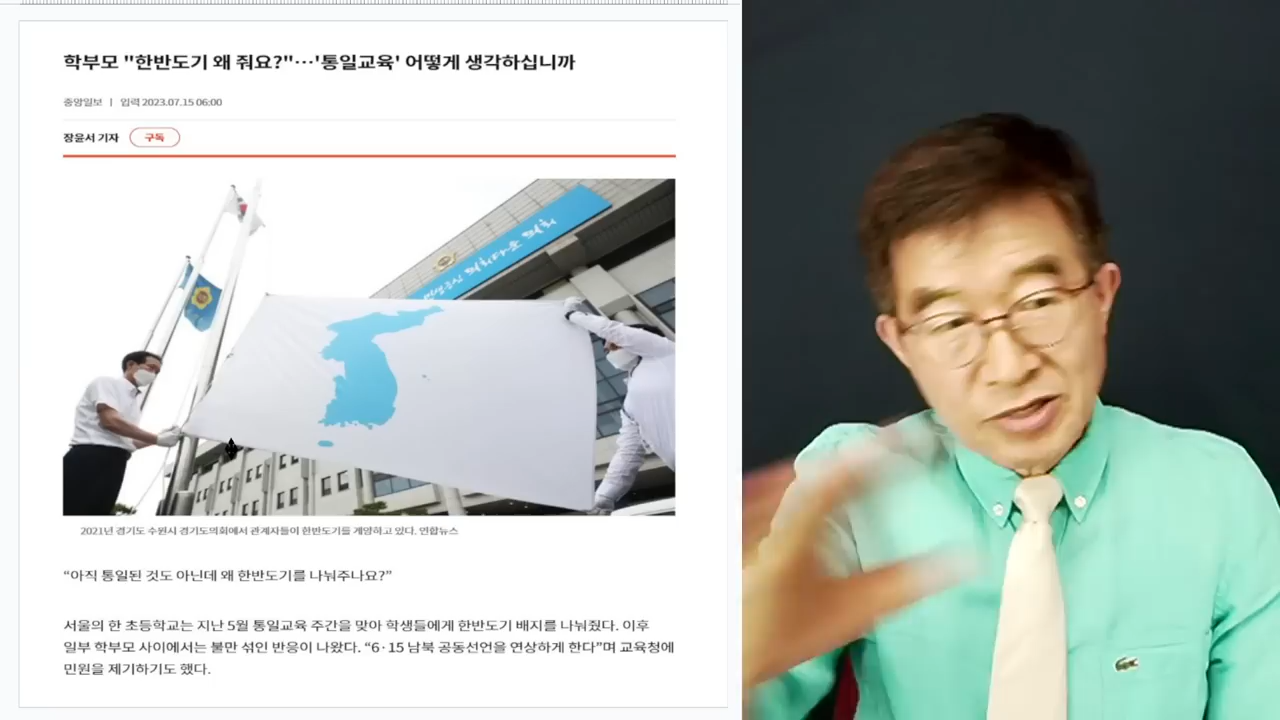 학부모 "한반도기 왜 줘요?"…'통일교육' 어떻게 생각하십니까
중앙일보 | 입력 2023.07.15 06:00
장윤서 기자 구독
2021년 경기도 수원시 경기도의회에서 관계자들이 한반도기를 게양하고 있다. 연합뉴스
“아직 통일된 것도 아닌데 왜 한반도기를 나눠주나요?”
서울의 한 초등학교는 지난 5월 통일교육 주간을 맞아 학생들에게 한반도기 배지를 나눠줬다. 이후
일부 학부모 사이에서는 불만 섞인 반응이 나왔다. “6·15 남북 공동선언을 연상하게 한다”며 교육청에
민원을 제기하기도 했다.